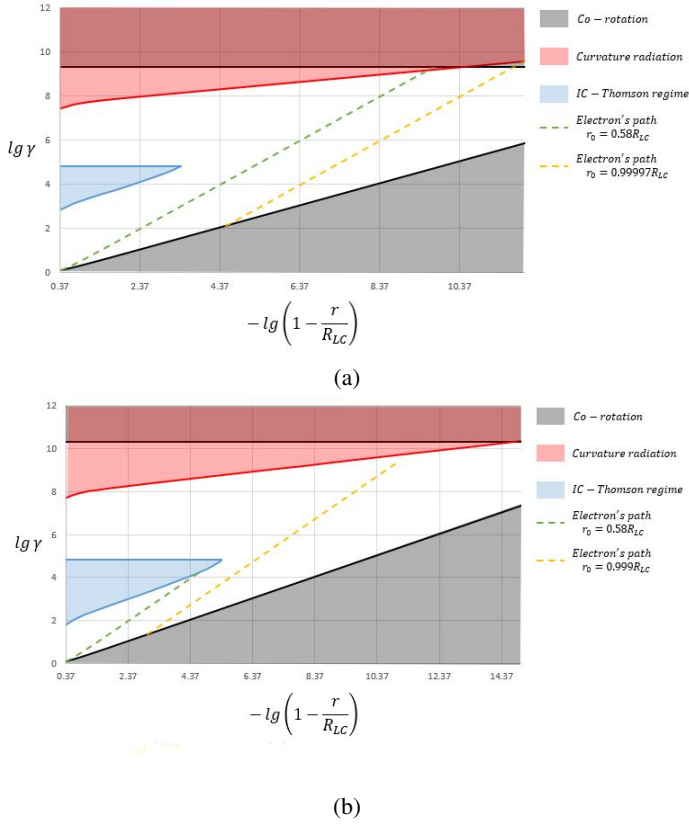 12
10
8
6
4
2
0
lg γ
0.37 2.37 4.37 6.37 8.37 10.37
−lg(1 − r/R_LC)
Co − rotation
Curvature radiation
IC − Thomson regime
Electron's path
r_0 = 0.58R_LC
Electron's path
r_0 = 0.99997R_LC
(a)
12
10
8
6
4
2
0
lg γ
0.37 2.37 4.37 6.37 8.37 10.37 12.37 14.37
−lg(1 − r/R_LC)
Co − rotation
Curvature radiation
IC − Thomson regime
Electron's path
r_0 = 0.58R_LC
Electron's path
r_0 = 0.999R_LC
(b)